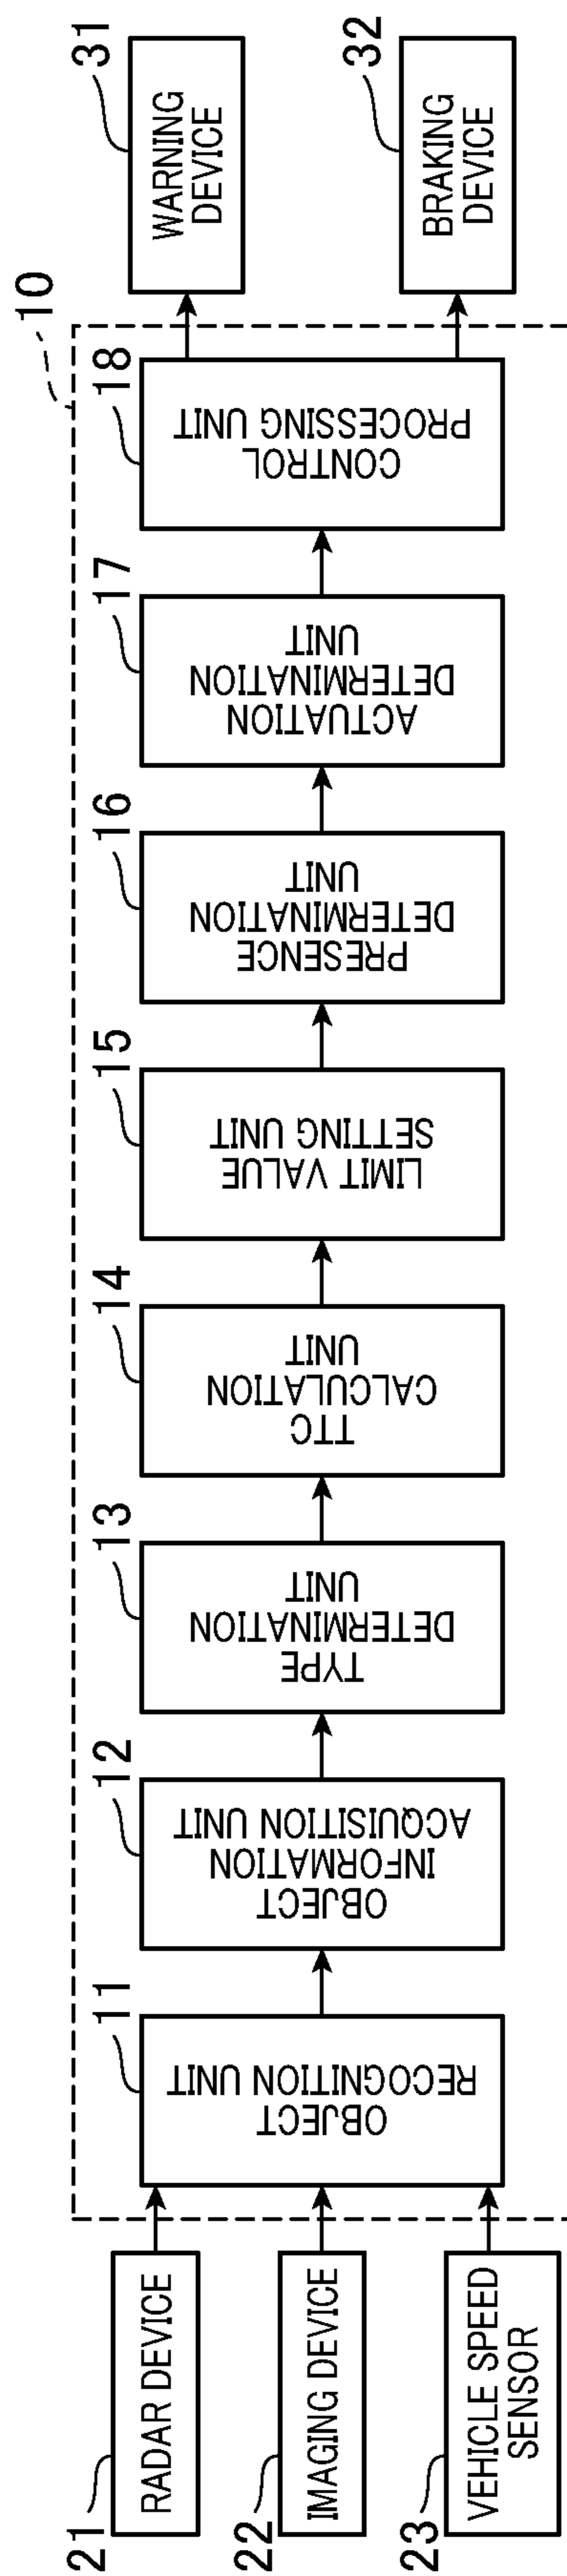 10
21
RADAR DEVICE
22
IMAGING DEVICE
23
VEHICLE SPEED
SENSOR
11
OBJECT
RECOGNITION UNIT
12
OBJECT
INFORMATION
ACQUISITION UNIT
13
TYPE
DETERMINATION
UNIT
14
TTC
CALCULATION
UNIT
15
LIMIT VALUE
SETTING UNIT
16
PRESENCE
DETERMINATION
UNIT
17
ACTUATION
DETERMINATION
UNIT
18
CONTROL
PROCESSING UNIT
31
WARNING
DEVICE
32
BRAKING
DEVICE